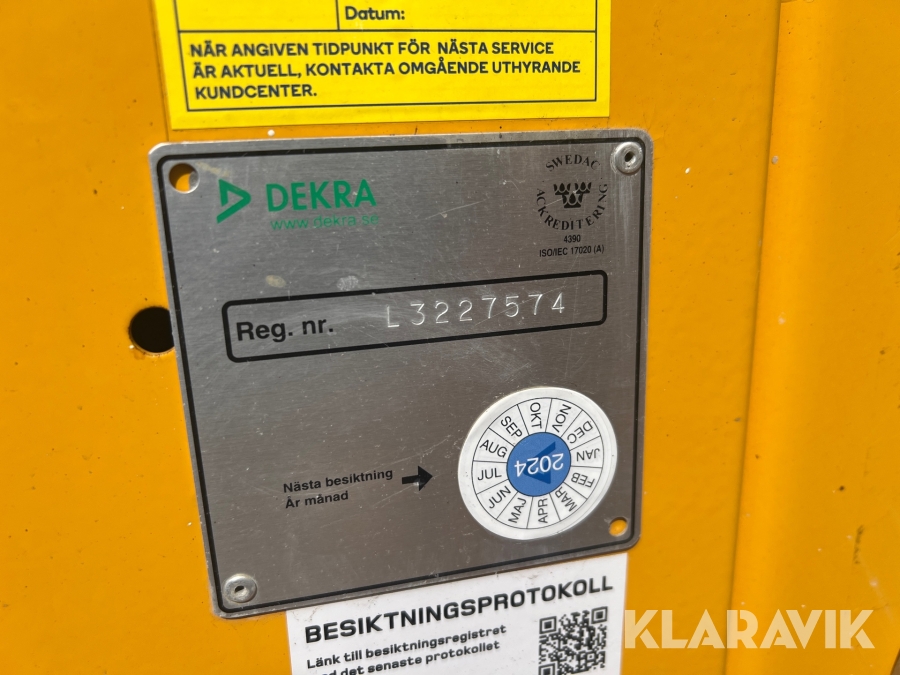 Datum:
NÄR ANGIVEN TIDPUNKT FÖR NÄSTA SERVICE
ÄR AKTUELL, KONTAKTA OMGÅENDE UTHYRANDE
KUNDCENTER.
DEKRA
www.dekra.se
SWEDAC
ACKREDITERING
4390
ISO/IEC 17020 (A)
Reg. nr. L3227574
Nästa besiktning
År månad
JAN
FEB
MAR
APR
MAJ
JUN
JUL
AUG
SEP
OKT
NOV
DEC
2024
BESIKTNINGSPROTOKOLL
Länk till besiktningsregistret
med det senaste protokollet
KLARAVIK